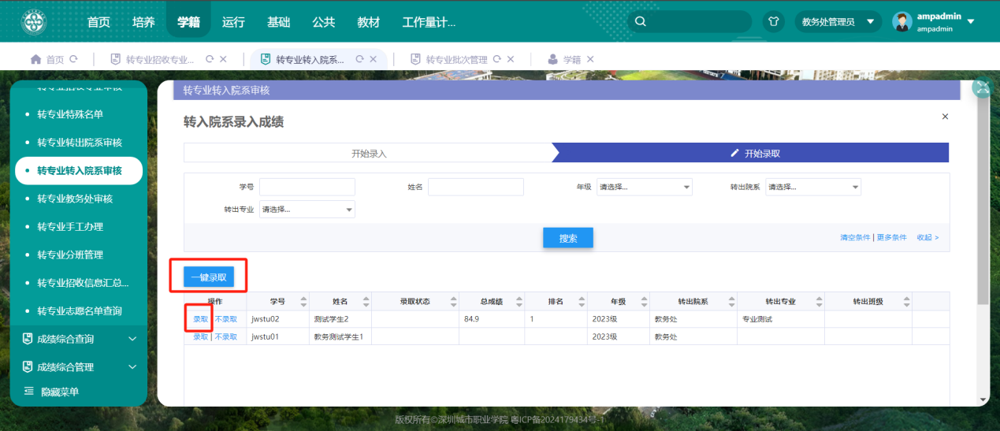 首页 培养 学籍 运行 基础 公共 教材 工作量计... 教务处管理员 ampadmin
ampadmin
首页 转专业招收专业... 转专业转入院系... 转专业批次管理 学籍
转专业特殊名单
转专业转出院系审核
转专业转入院系审核
转专业教务处审核
转专业手工办理
转专业分班管理
转专业招收信息汇总...
转专业志愿名单查询
成绩综合查询
成绩综合管理
隐藏菜单
转专业转入院系审核
转入院系录入成绩
开始录入 开始录取
学号 姓名 年级 请选择... 转出院系 请选择...
转出专业 请选择...
搜索 清空条件 | 更多条件 收起 >
一键录取
操作 学号 姓名 录取状态 总成绩 排名 年级 转出院系 转出专业 转出班级
录取 | 不录取 jwstu02 测试学生2 84.9 1 2023级 教务处 专业测试
录取 | 不录取 jwstu01 教务测试学生1 2023级 教务处
版权所有©深圳城市职业学院 粤ICP备2024179434号-1